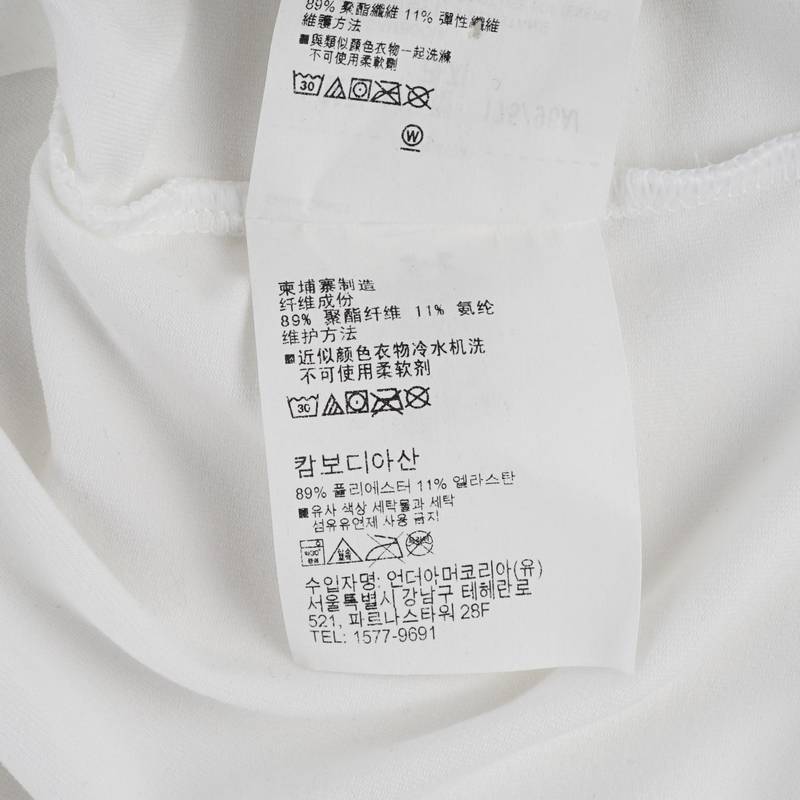 89% 聚酯纖維 11% 彈性纖維
維護方法
與類似顏色衣物一起洗滌
不可使用柔軟劑
30
W
柬埔寨制造
纤维成份
89% 聚酯纤维 11% 氨纶
维护方法
近似颜色衣物冷水机洗
不可使用柔软剂
30
캄보디아산
89% 폴리에스터 11% 엘라스탄
유사 색상 세탁물과 세탁
섬유유연제 사용 금지
수입자명: 언더아머코리아(유)
서울특별시 강남구 테헤란로
521, 파르나스타워 28F
TEL: 1577-9691